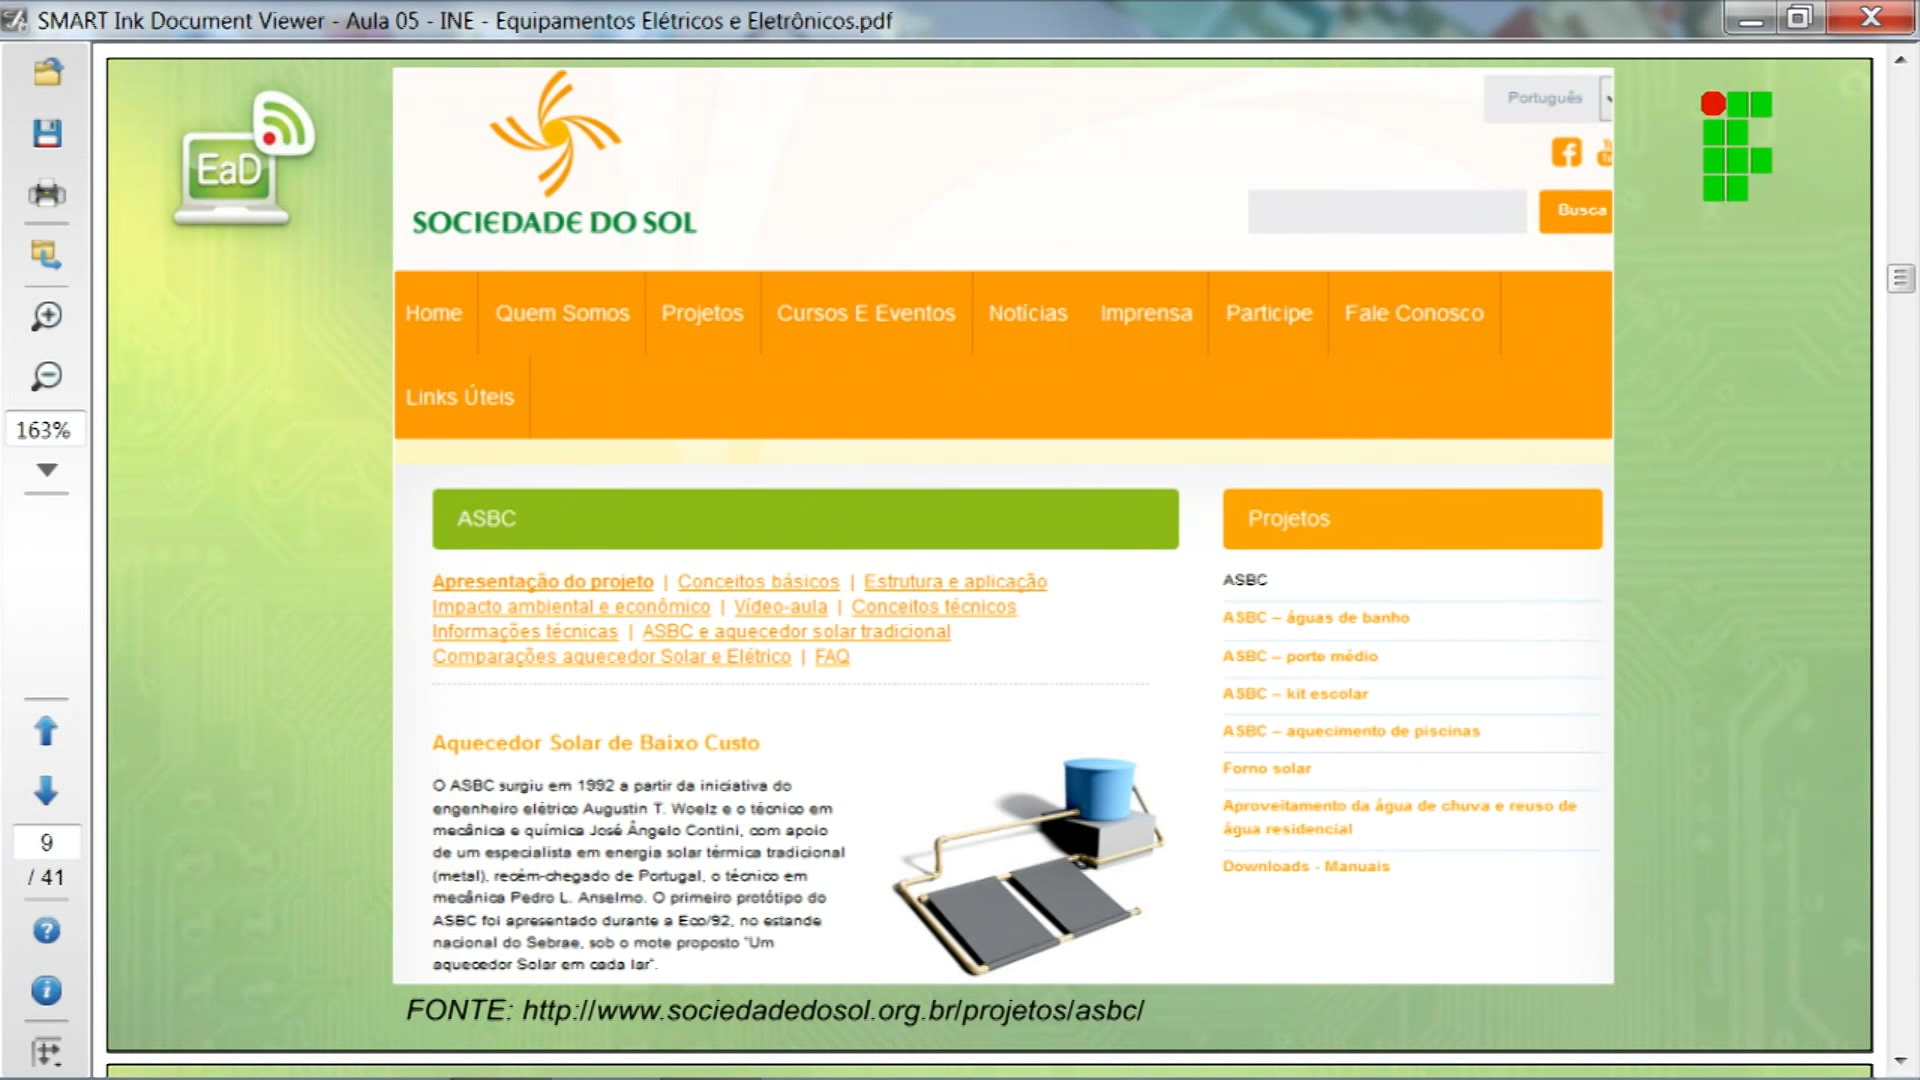 SMART Ink Document Viewer - Aula 05 - INE - Equipamentos Elétricos e Eletrônicos.pdf
EaD
SOCIEDADE DO SOL
Português
Busca
Home Quem Somos Projetos Cursos E Eventos Notícias Imprensa Participe Fale Conosco
Links Úteis
ASBC
Apresentação do projeto | Conceitos básicos | Estrutura e aplicação
Impacto ambiental e econômico | Vídeo-aula | Conceitos técnicos
Informações técnicas | ASBC e aquecedor solar tradicional
Comparações aquecedor Solar e Elétrico | FAQ
Aquecedor Solar de Baixo Custo
O ASBC surgiu em 1992 a partir da iniciativa do
engenheiro elétrico Augustin T. Woelz e o técnico em
mecânica e química José Ângelo Contini, com apoio
de um especialista em energia solar térmica tradicional
(metal), recém-chegado de Portugal, o técnico em
mecânica Pedro L. Anselmo. O primeiro protótipo do
ASBC foi apresentado durante a Eco/92, no estande
nacional do Sebrae, sob o mote proposto "Um
aquecedor Solar em cada lar".
Projetos
ASBC
ASBC – águas de banho
ASBC – porte médio
ASBC – kit escolar
ASBC – aquecimento de piscinas
Forno solar
Aproveitamento da água de chuva e reuso de
água residencial
Downloads - Manuais
FONTE: http://www.sociedadedosol.org.br/projetos/asbc/
163%
9
/ 41